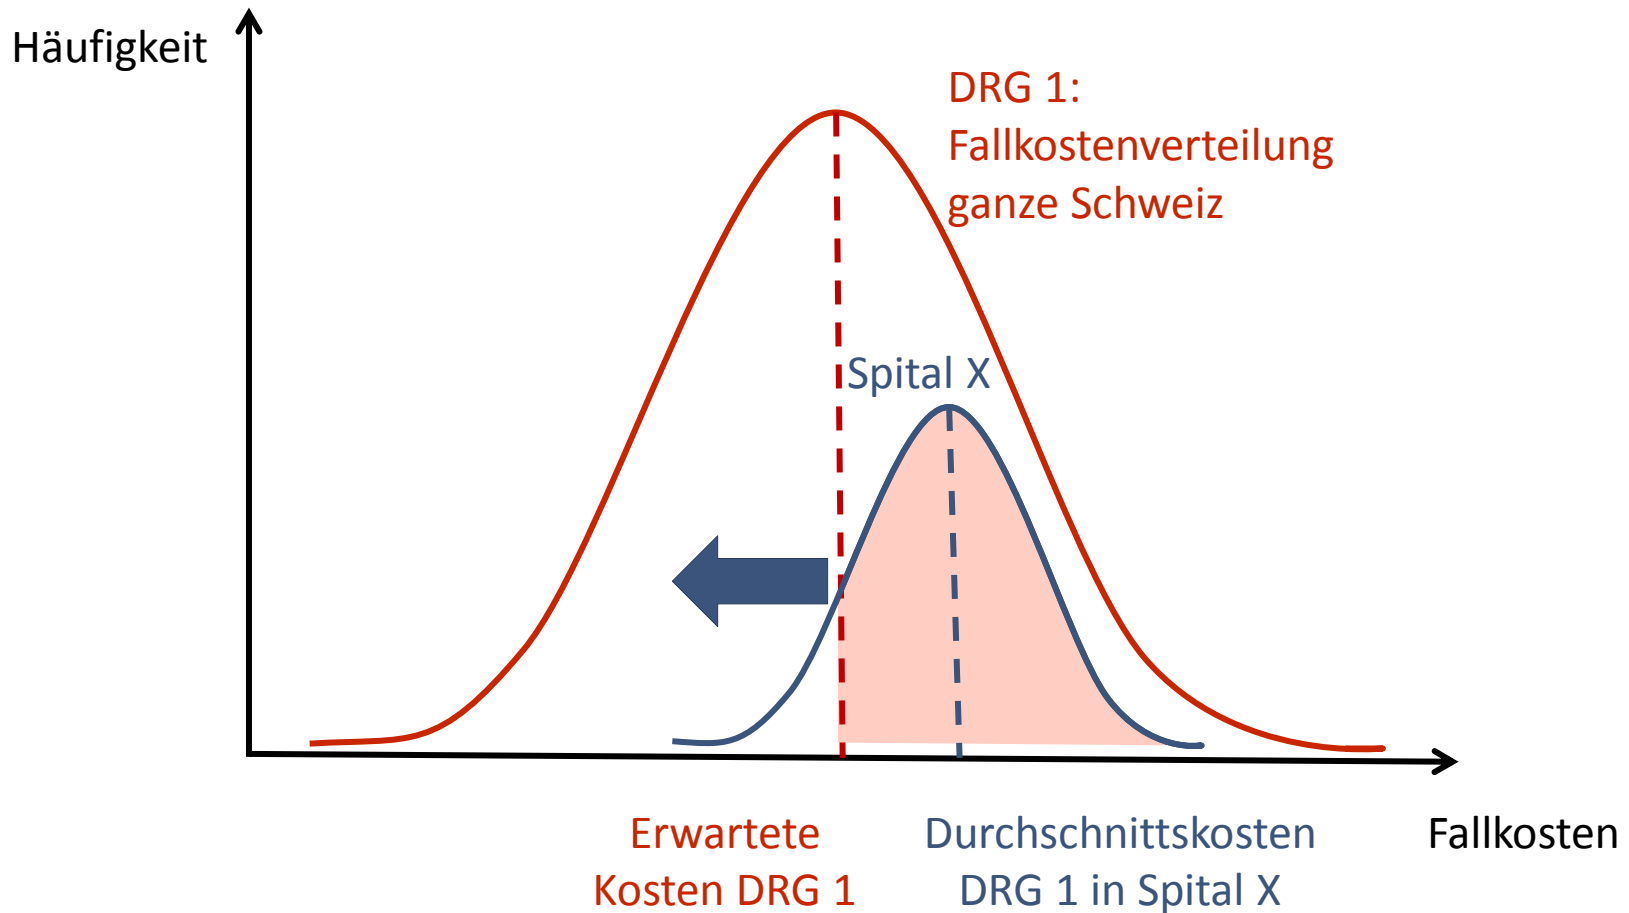 Häufigkeit
DRG 1:
Fallkostenverteilung
ganze Schweiz
Spital X
Erwartete
Kosten DRG 1
Durchschnittskosten
DRG 1 in Spital X
Fallkosten